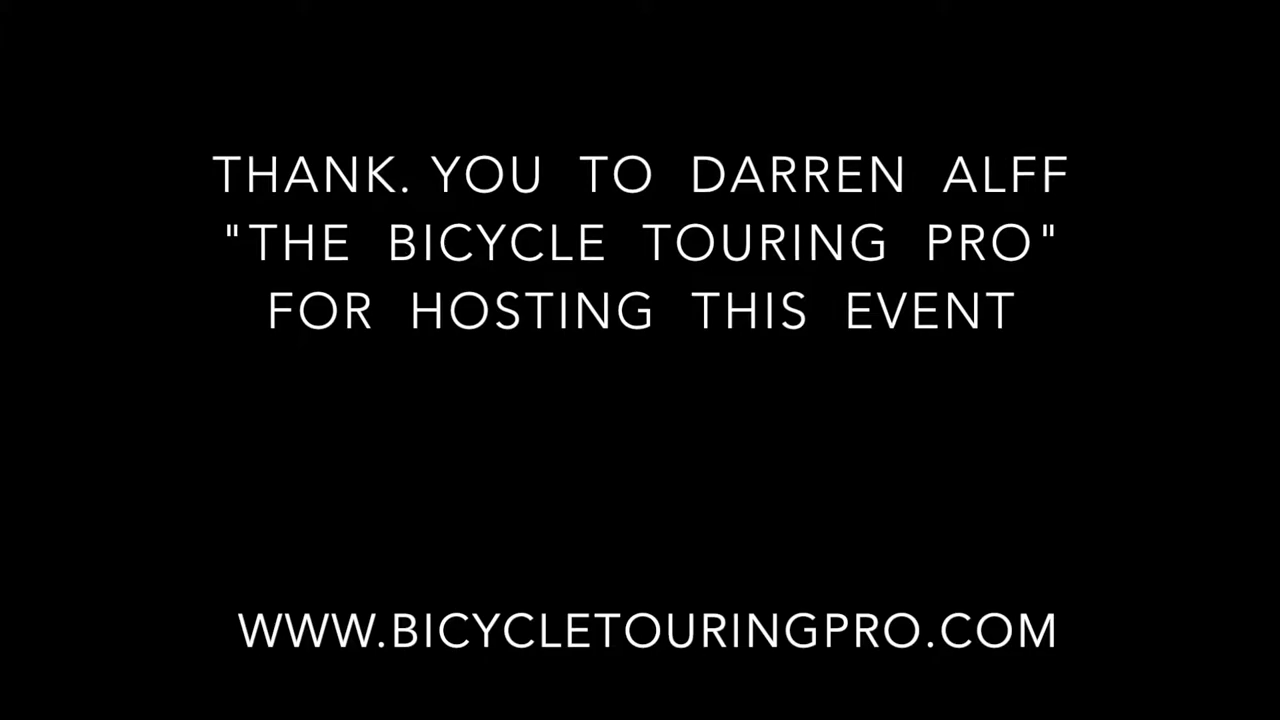 THANK. YOU TO DARREN ALFF
"THE BICYCLE TOURING PRO"
FOR HOSTING THIS EVENT
WWW.BICYCLETOURINGPRO.COM